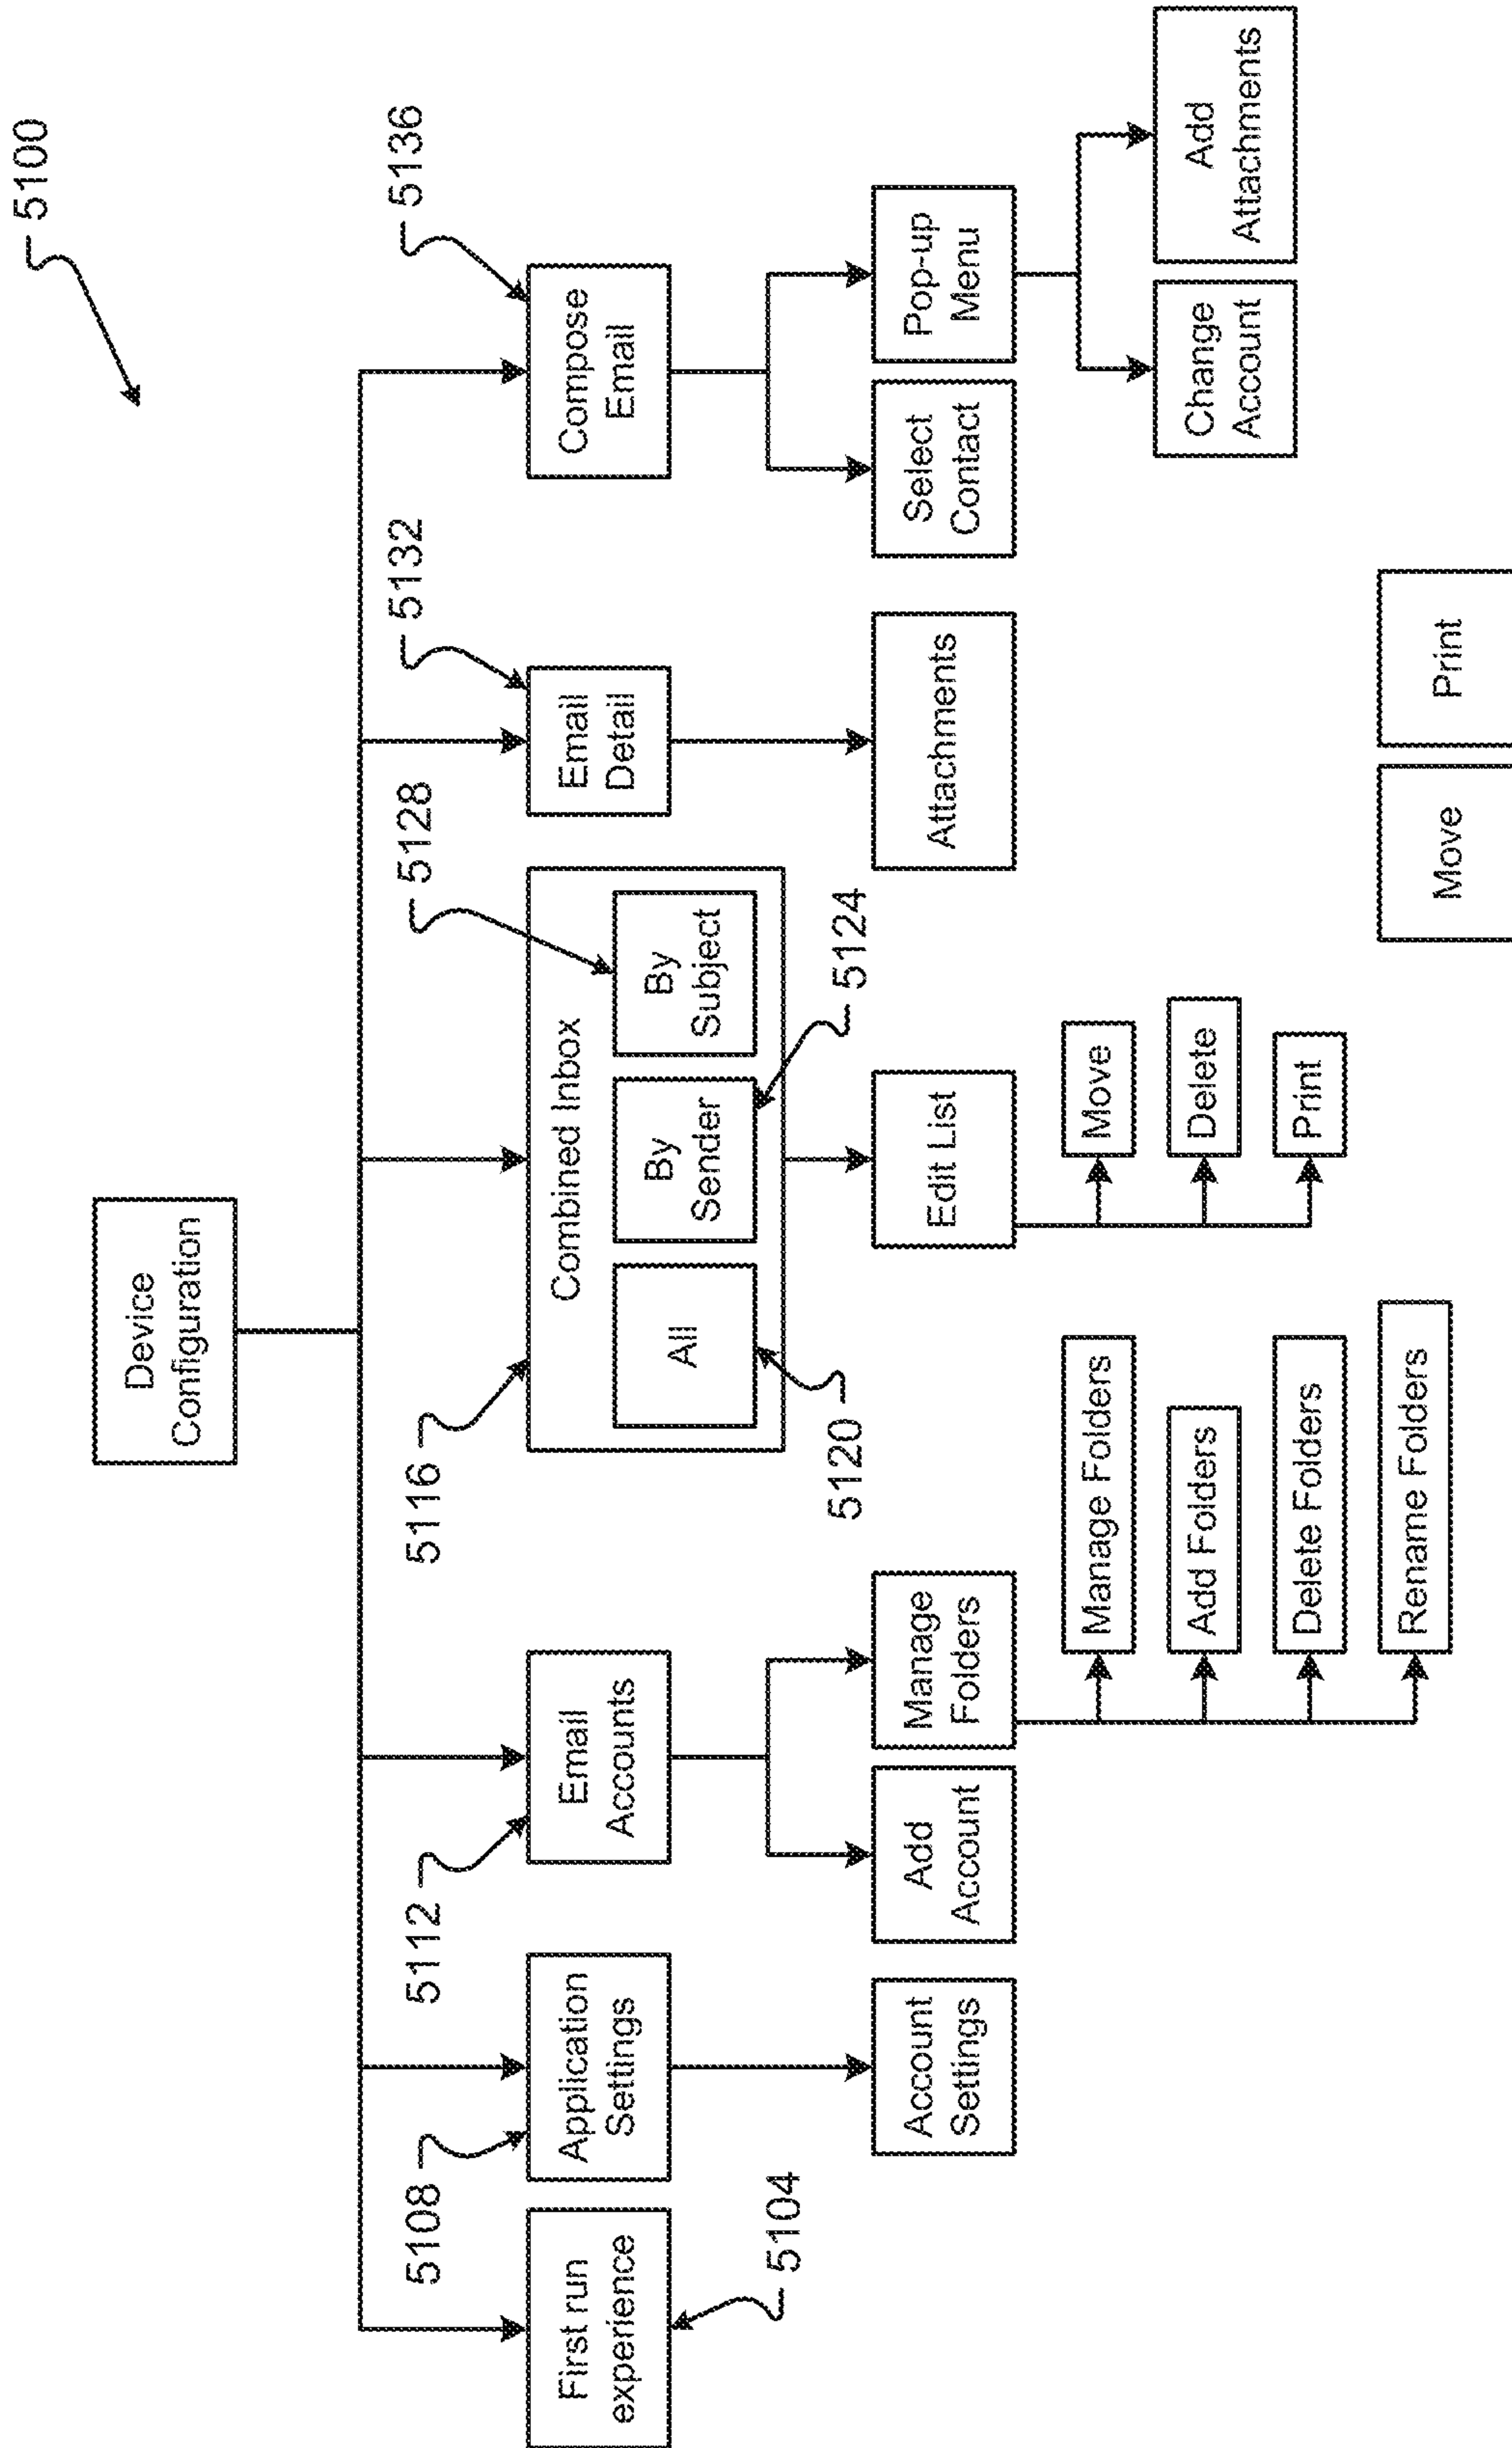 5100
Device
Configuration
5108
5112
5116
5128
5132
5136
First run
experience
5104
Application
Settings
Email
Accounts
Combined Inbox
All
By
Sender
By
Subject
5120
5124
Email
Detail
Compose
Email
Account
Settings
Add
Account
Manage
Folders
Edit List
Attachments
Select
Contact
Pop-up
Menu
Manage Folders
Add Folders
Delete Folders
Rename Folders
Move
Delete
Print
Change
Account
Add
Attachments
Move
Print